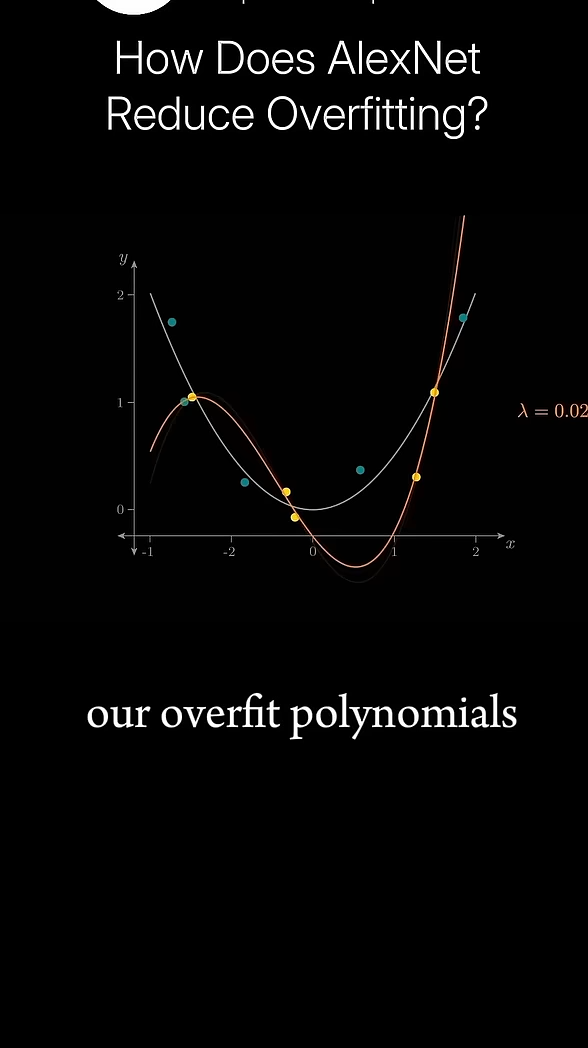 How Does AlexNet
Reduce Overfitting?
y
2
1
λ = 0.02
0
-1 -2 0 1 2 x
our overfit polynomials